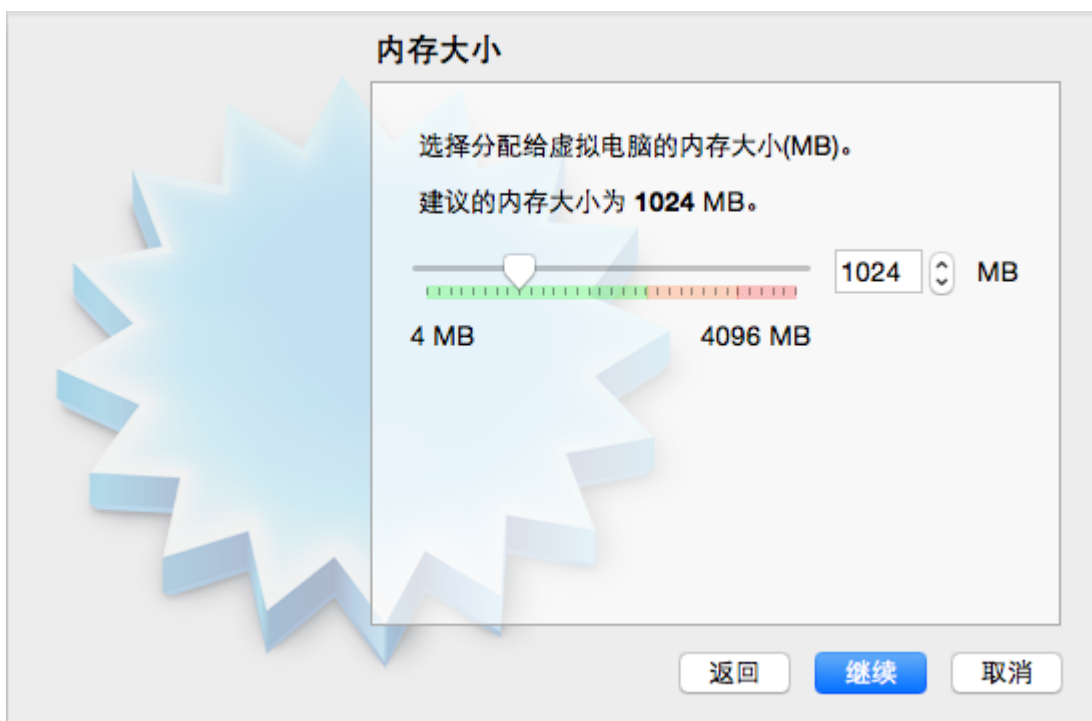 内存大小
选择分配给虚拟电脑的内存大小(MB)。
建议的内存大小为 1024 MB。
1024 MB
4 MB 4096 MB
返回 继续 取消